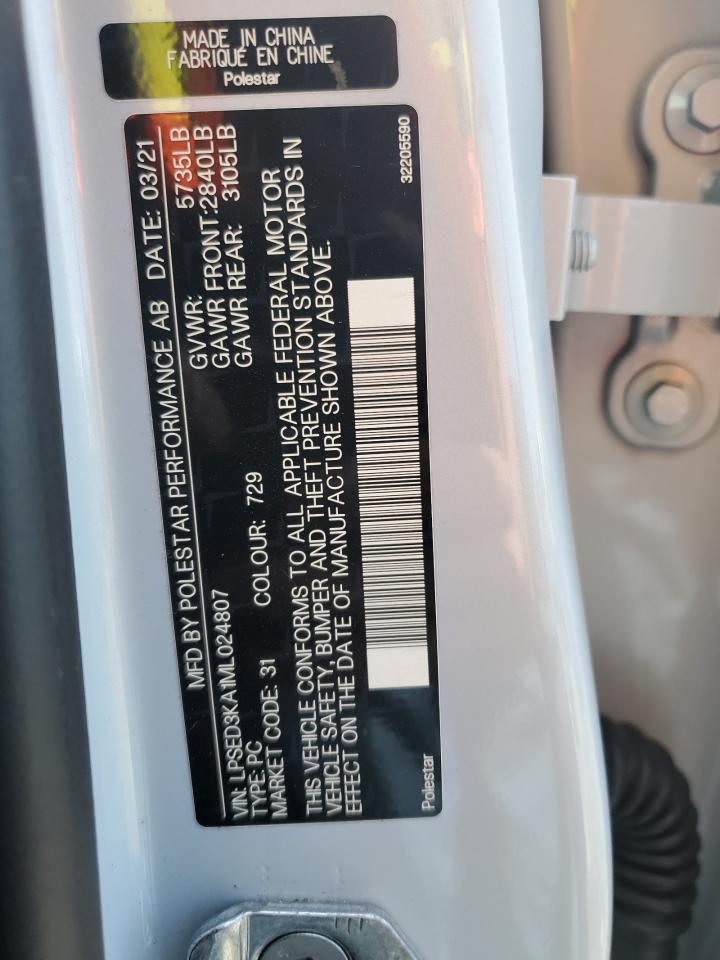 MADE IN CHINA
FABRIQUÉ EN CHINE
Polestar
MFD BY POLESTAR PERFORMANCE AB DATE: 03/21
VIN: LPSED3KA1ML024807 GVWR: 5735LB
TYPE: PC GAWR FRONT:2840LB
MARKET CODE: 31 COLOUR: 729 GAWR REAR: 3105LB
THIS VEHICLE CONFORMS TO ALL APPLICABLE FEDERAL MOTOR
VEHICLE SAFETY, BUMPER AND THEFT PREVENTION STANDARDS IN
EFFECT ON THE DATE OF MANUFACTURE SHOWN ABOVE.
Polestar 32205590